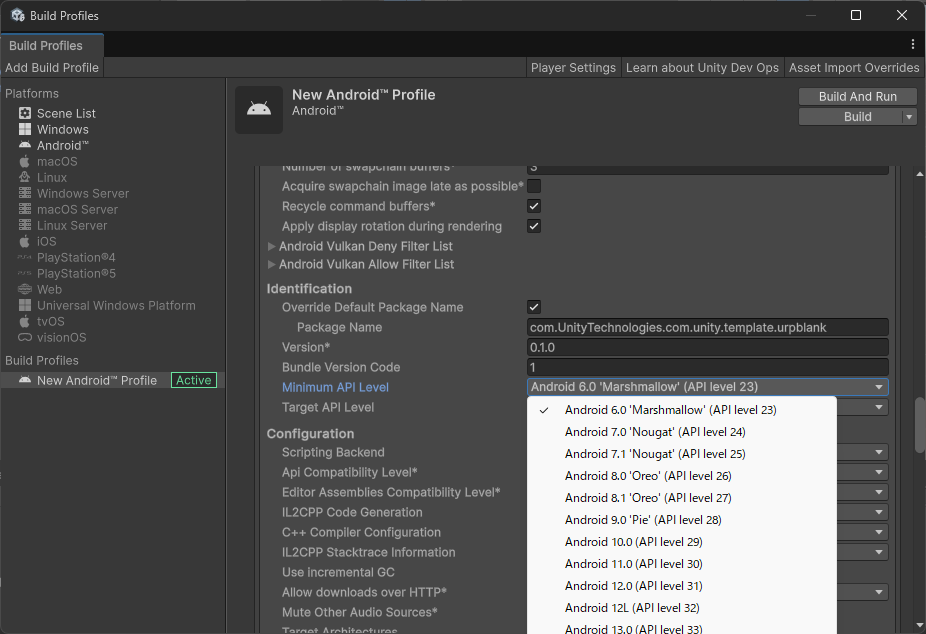 Build Profiles
Build Profiles
Add Build Profile
Player Settings
Learn about Unity Dev Ops
Asset Import Overrides
Platforms
Scene List
Windows
Android™
macOS
Linux
Windows Server
macOS Server
Linux Server
iOS
PlayStation®4
PlayStation®5
Web
Universal Windows Platform
tvOS
visionOS
Build Profiles
New Android™ Profile Active
New Android™ Profile
Android™
Build And Run
Build
Number of swapchain buffers* 3
Acquire swapchain image late as possible*
Recycle command buffers*
Apply display rotation during rendering
Android Vulkan Deny Filter List
Android Vulkan Allow Filter List
Identification
Override Default Package Name
Package Name com.UnityTechnologies.com.unity.template.urpblank
Version* 0.1.0
Bundle Version Code 1
Minimum API Level Android 6.0 'Marshmallow' (API level 23)
Target API Level
Configuration
Scripting Backend
Api Compatibility Level*
Editor Assemblies Compatibility Level*
IL2CPP Code Generation
C++ Compiler Configuration
IL2CPP Stacktrace Information
Use incremental GC
Allow downloads over HTTP*
Mute Other Audio Sources*
Target Architectures
Android 6.0 'Marshmallow' (API level 23)
Android 7.0 'Nougat' (API level 24)
Android 7.1 'Nougat' (API level 25)
Android 8.0 'Oreo' (API level 26)
Android 8.1 'Oreo' (API level 27)
Android 9.0 'Pie' (API level 28)
Android 10.0 (API level 29)
Android 11.0 (API level 30)
Android 12.0 (API level 31)
Android 12L (API level 32)
Android 13.0 (API level 33)